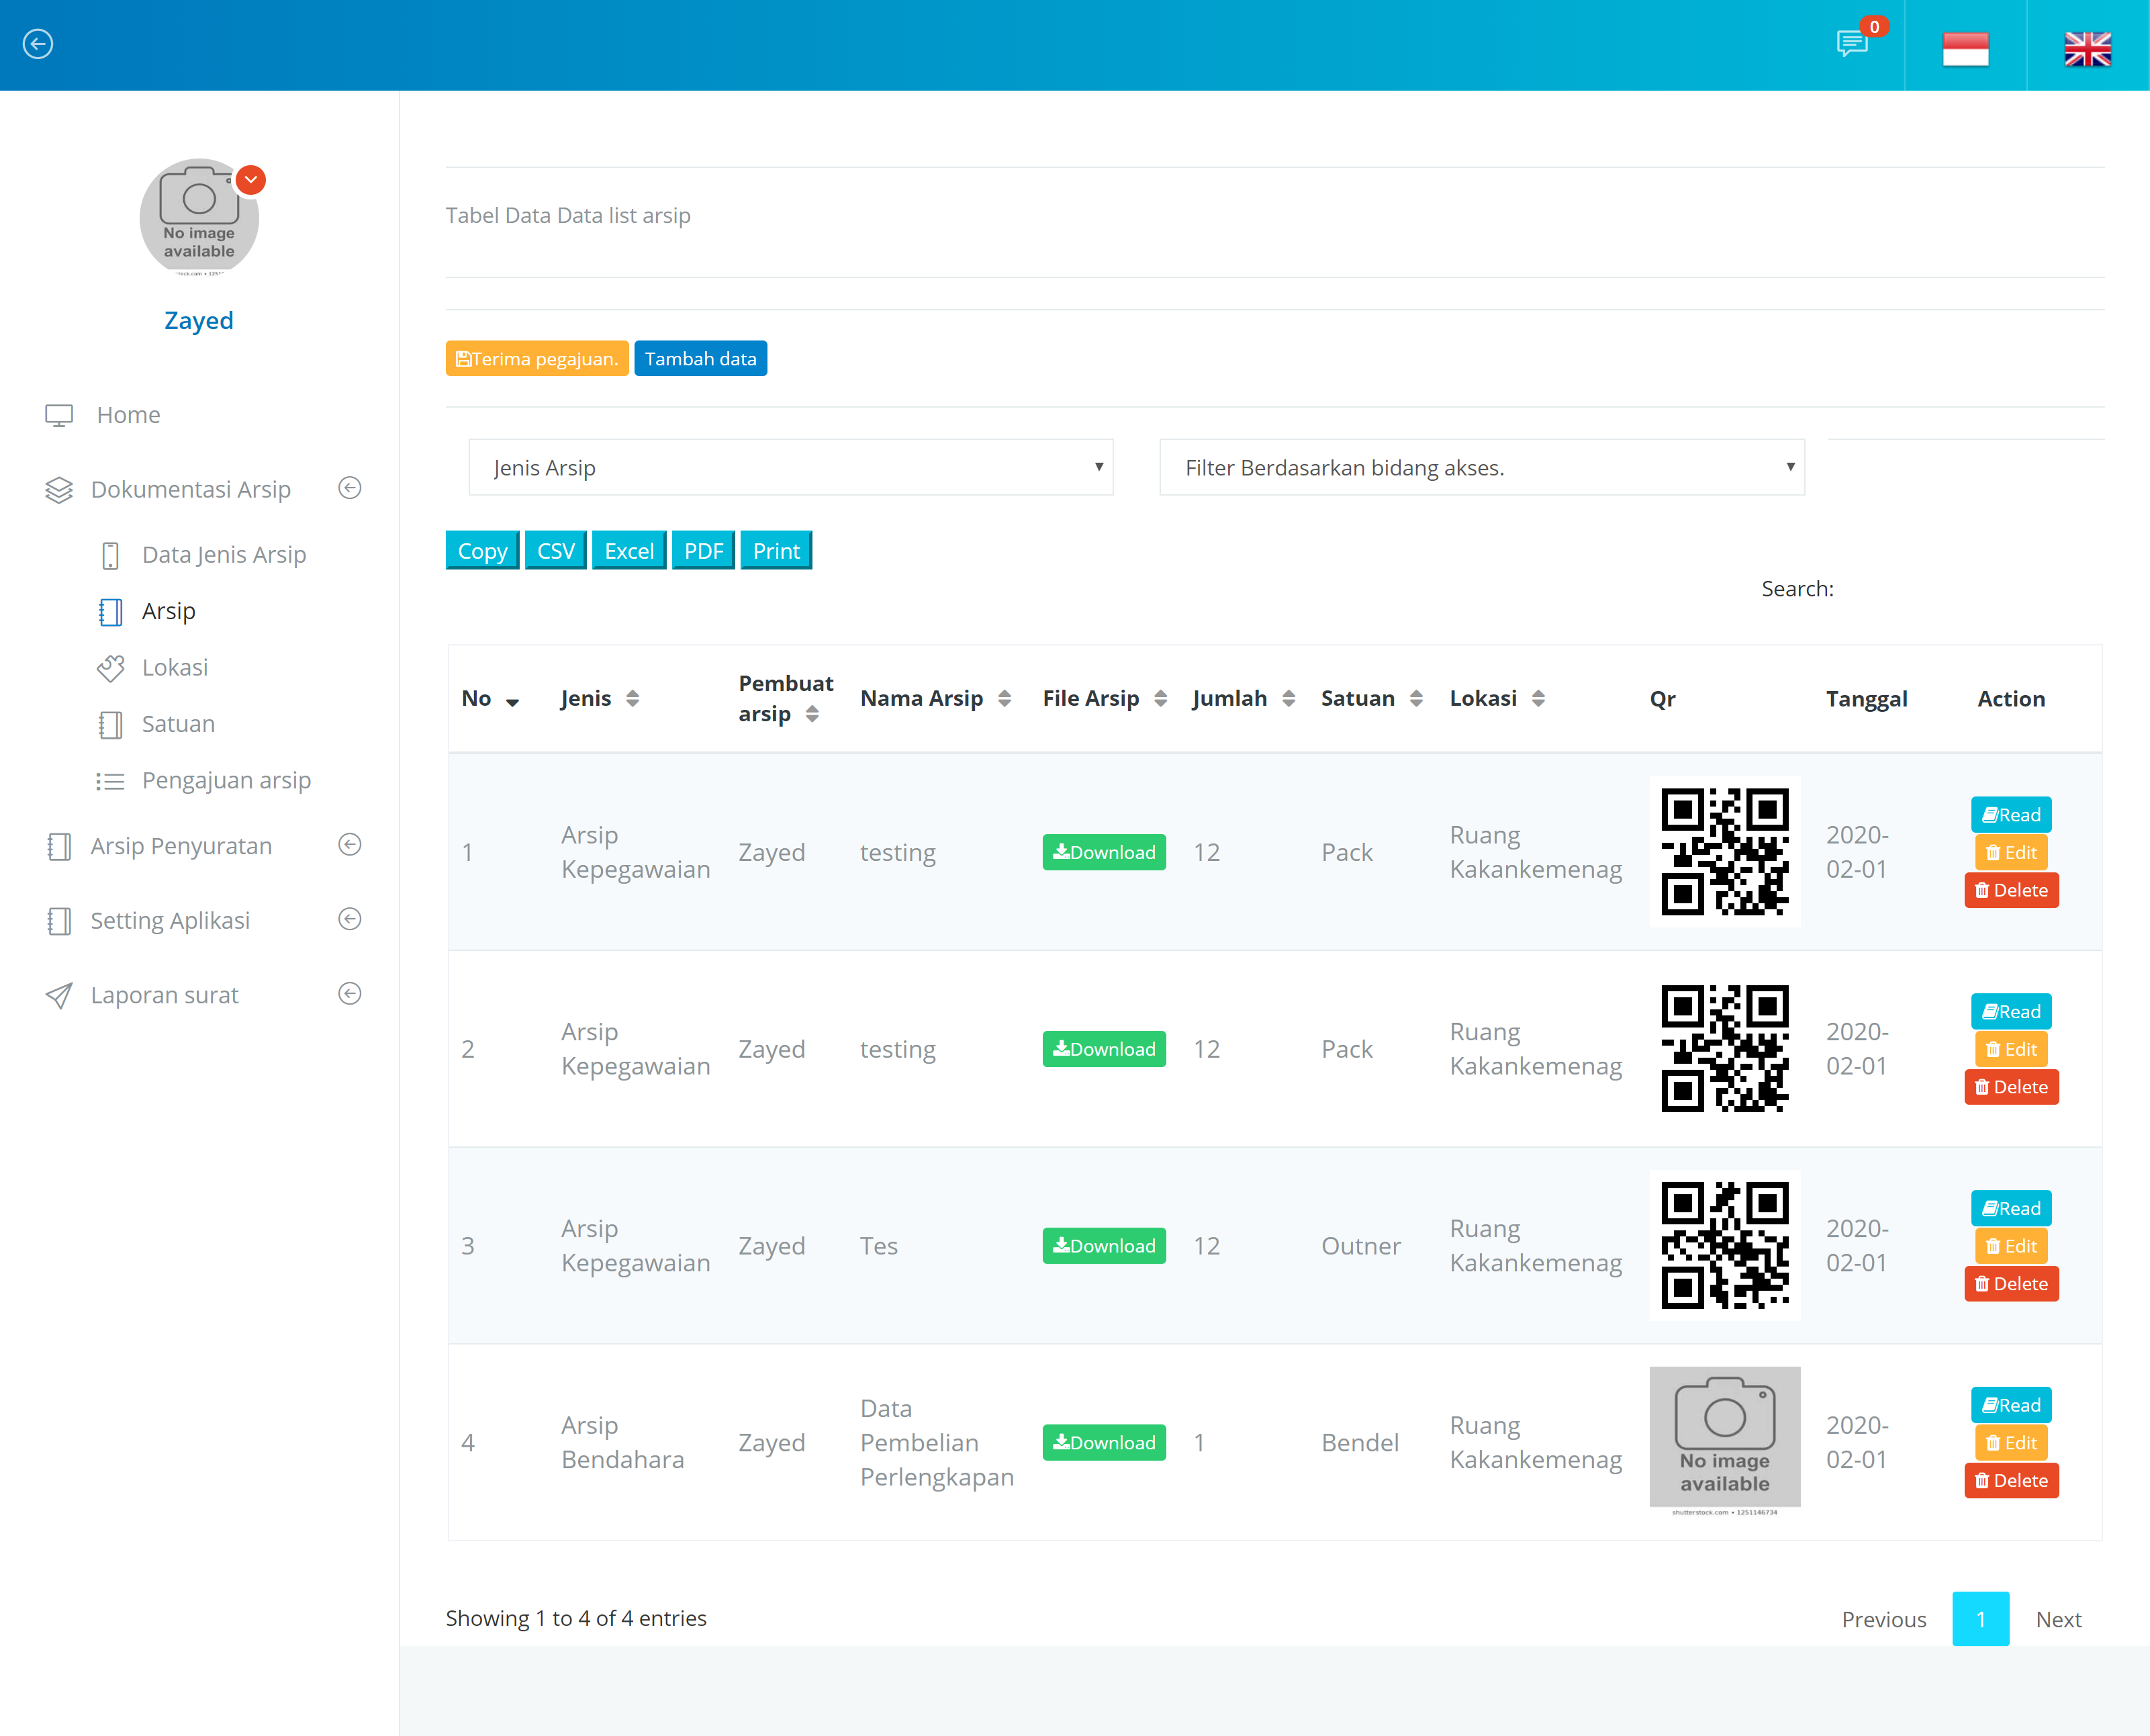 0
No image
available
Zayed
Home
Dokumentasi Arsip
Data Jenis Arsip
Arsip
Lokasi
Satuan
Pengajuan arsip
Arsip Penyuratan
Setting Aplikasi
Laporan surat
Tabel Data Data list arsip
Terima pegajuan. Tambah data
Jenis Arsip Filter Berdasarkan bidang akses.
Copy CSV Excel PDF Print
Search:
No Jenis Pembuat arsip Nama Arsip File Arsip Jumlah Satuan Lokasi Qr Tanggal Action
1 Arsip Kepegawaian Zayed testing Download 12 Pack Ruang Kakankemenag 2020-02-01 Read Edit Delete
2 Arsip Kepegawaian Zayed testing Download 12 Pack Ruang Kakankemenag 2020-02-01 Read Edit Delete
3 Arsip Kepegawaian Zayed Tes Download 12 Outner Ruang Kakankemenag 2020-02-01 Read Edit Delete
4 Arsip Bendahara Zayed Data Pembelian Perlengkapan Download 1 Bendel Ruang Kakankemenag No image available shutterstock.com • 1251146734 2020-02-01 Read Edit Delete
Showing 1 to 4 of 4 entries
Previous 1 Next